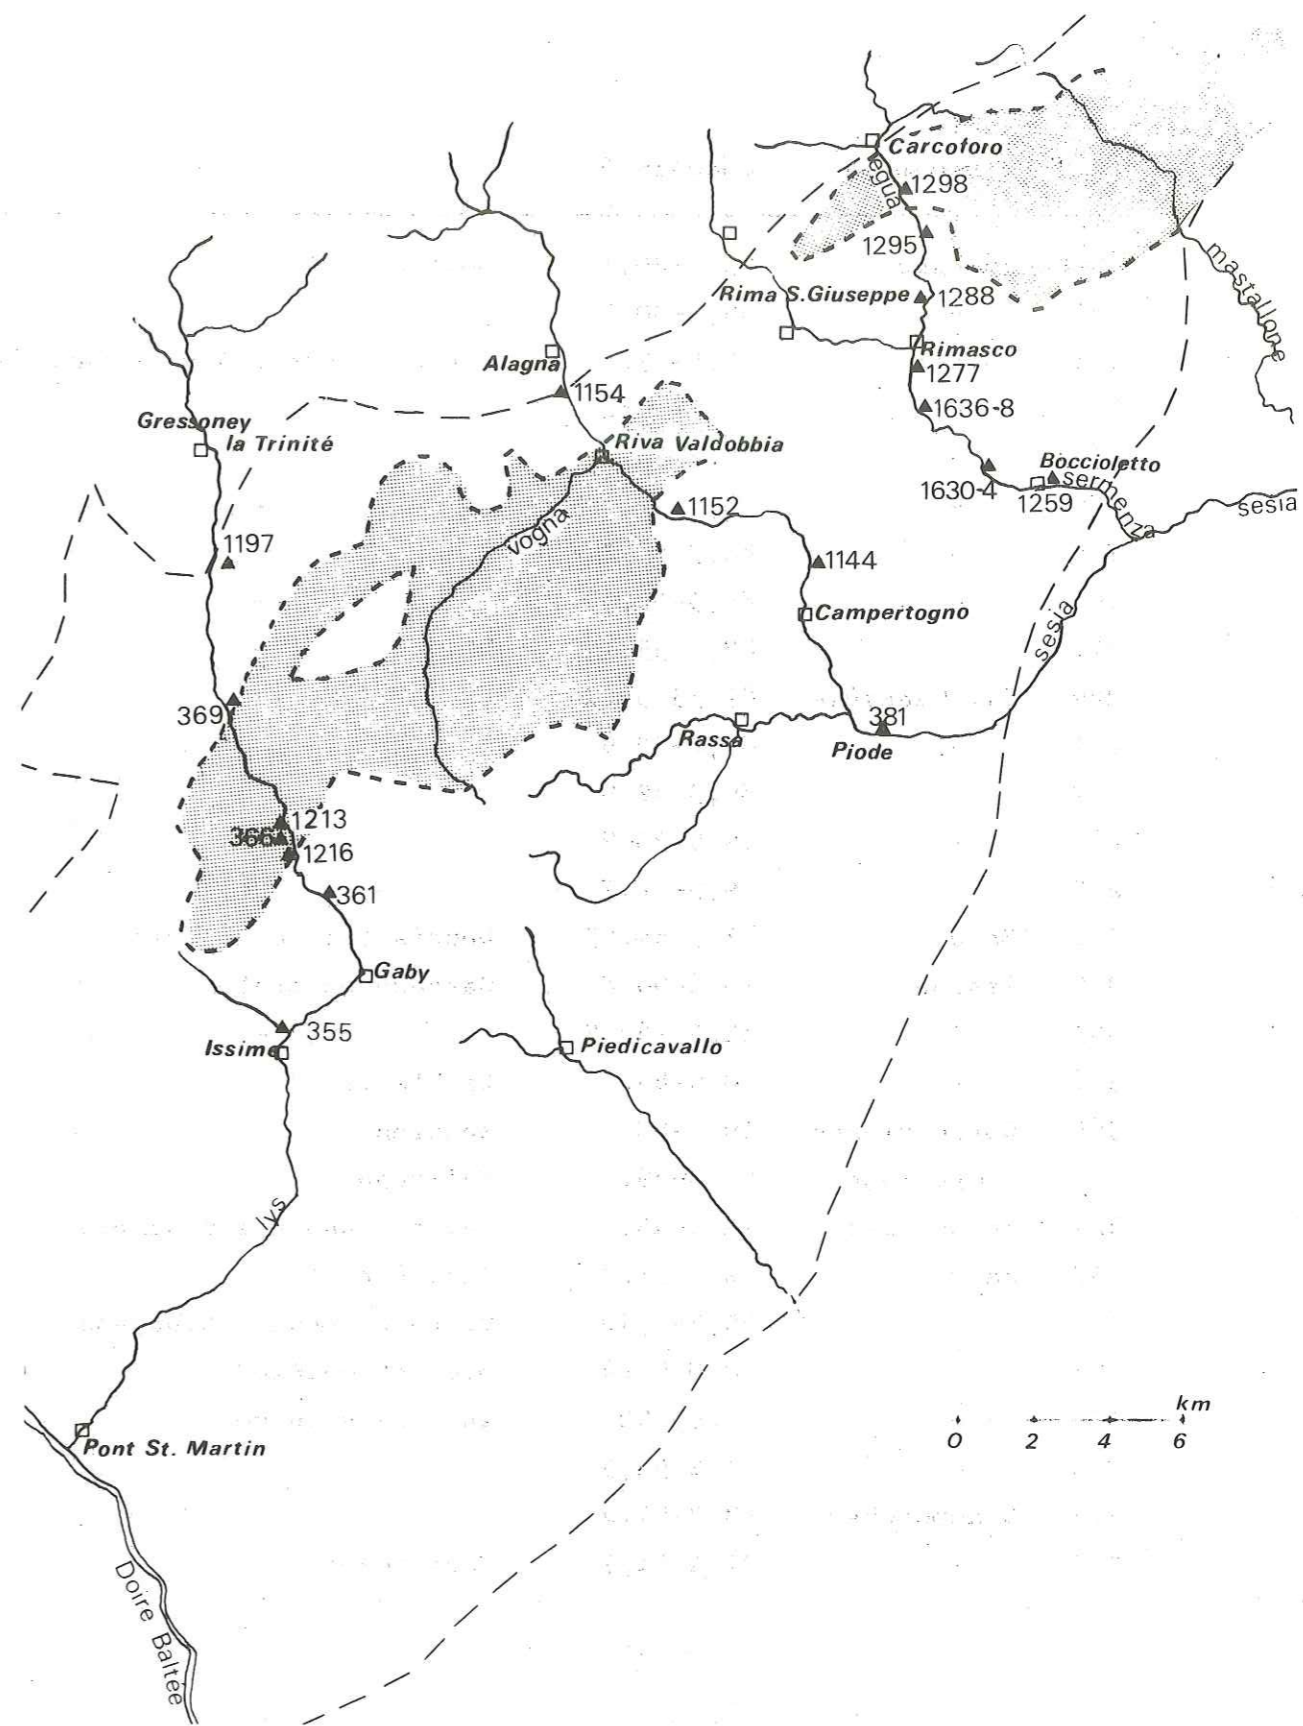 Carcoforo
egua
1298
1295
mastallone
Rima S.Giuseppe
1288
Rimasco
Alagna
1277
1154
1636-8
Gressoney
la Trinité
Riva Valdobbia
Boccioletto
1630-4
1259
sermenza
sesia
1152
vogna
1197
1144
Campertogno
sesia
369
381
Rassa
Piode
1213
366
1216
361
Gaby
355
Issime
Piedicavallo
lys
km
0 2 4 6
Pont St. Martin
Doire Baltée